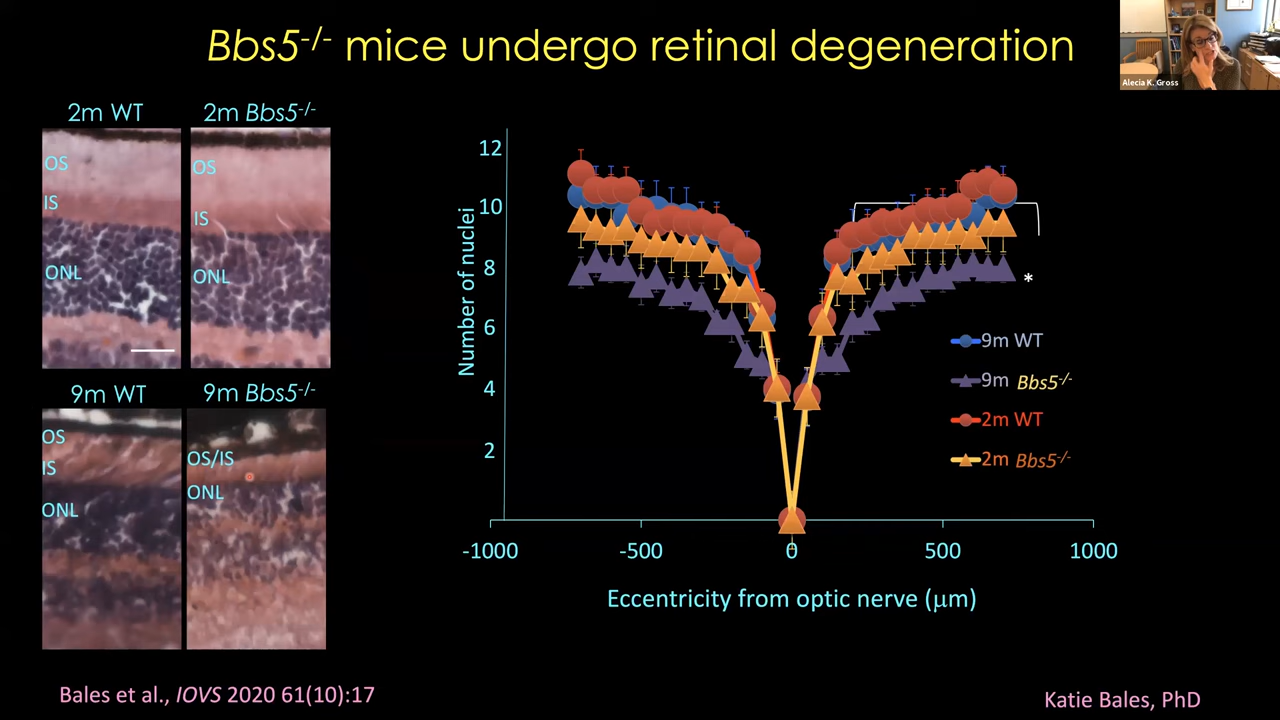 Bbs5-/- mice undergo retinal degeneration
Alecia K. Gross
2m WT
2m Bbs5-/-
OS
IS
ONL
OS
IS
ONL
9m WT
9m Bbs5-/-
OS
IS
ONL
OS/IS
ONL
Number of nuclei
12
10
8
6
4
2
-1000
-500
0
500
1000
Eccentricity from optic nerve (μm)
*
9m WT
9m Bbs5-/-
2m WT
2m Bbs5-/-
Bales et al., IOVS 2020 61(10):17
Katie Bales, PhD